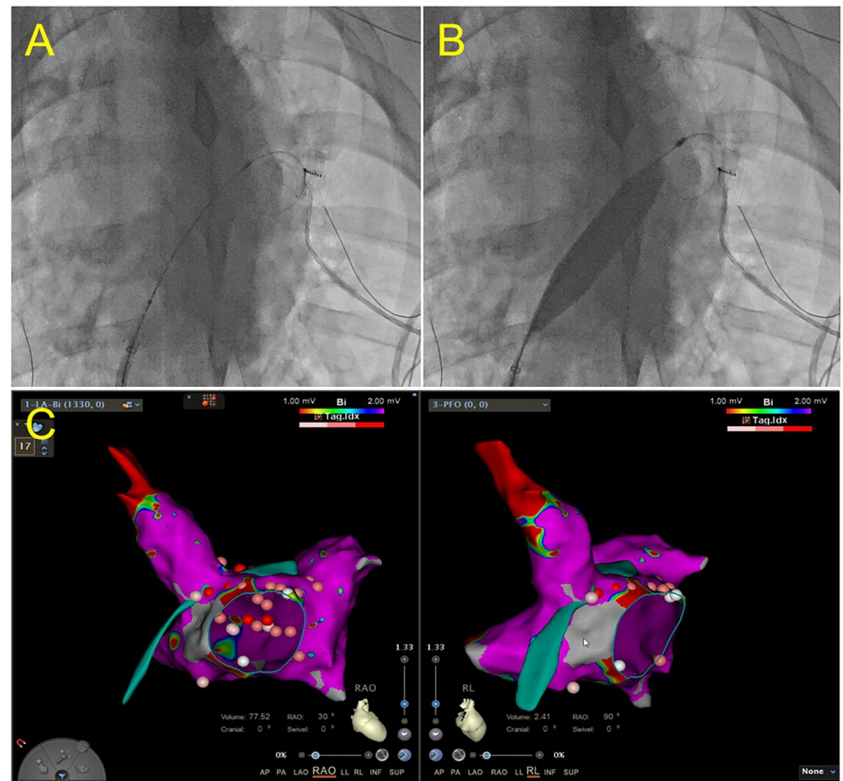 A
B
1-LA-Bi (1330, 0)
C
17
1.00 mV Bi 2.00 mV
Tag.Idx
3-PFO (0, 0)
1.00 mV Bi 2.00 mV
Tag.Idx
1.33
RAO
Volume: 77.52 RAO: 30 °
Cranial: 0 ° Swivel: 0 °
0%
AP PA LAO RAO LL RL INF SUP
1.33
RL
Volume: 2.41 RAO: 90 °
Cranial: 0 ° Swivel: 0 °
0%
AP PA LAO RAO LL RL INF SUP
None